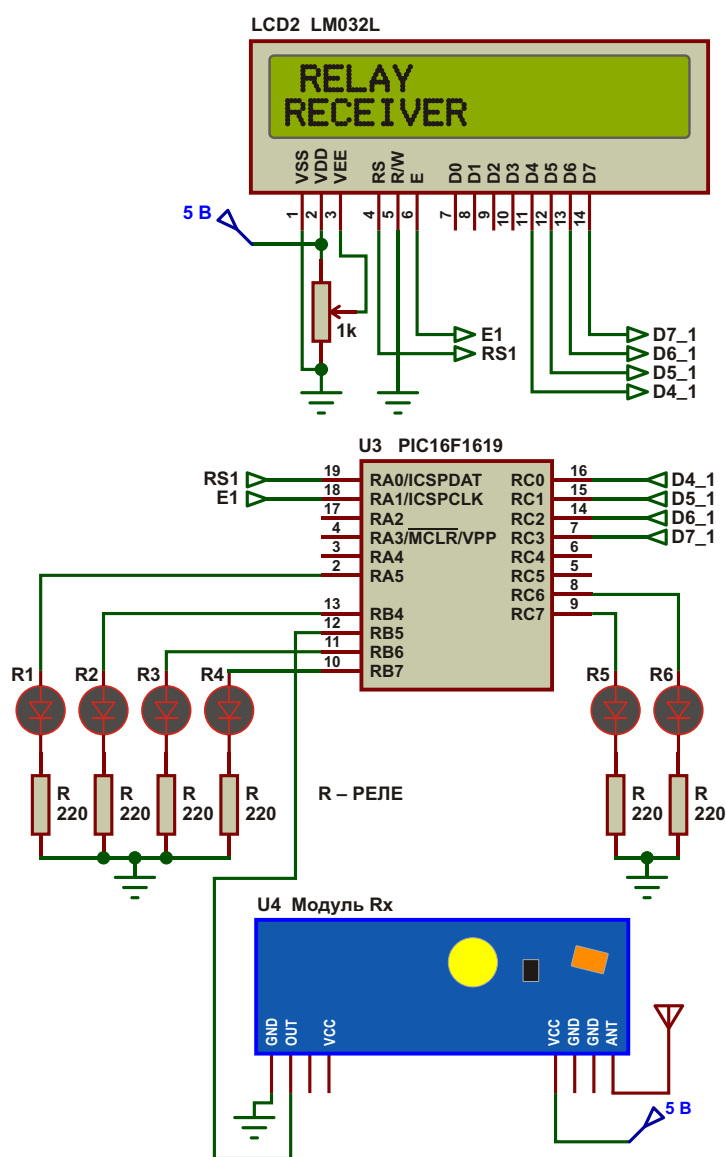 LCD2 LM032L
RELAY
RECEIVER
VSS VDD VEE RS R/W E D0 D1 D2 D3 D4 D5 D6 D7
1 2 3 4 5 6 7 8 9 10 11 12 13 14
5 В
1k
E1
RS1
D7_1
D6_1
D5_1
D4_1
U3 PIC16F1619
RS1 19 RA0/ICSPDAT RC0 16 D4_1
E1 18 RA1/ICSPCLK RC1 15 D5_1
17 RA2 RC2 14 D6_1
4 RA3/MCLR/VPP RC3 7 D7_1
3 RA4 RC4 6
2 RA5 RC5 5
RC6 8
13 RB4 RC7 9
12 RB5
11 RB6
10 RB7
R1 R2 R3 R4 R5 R6
R R R R R R
220 220 220 220 220 220
R – РЕЛЕ
U4 Модуль Rx
GND OUT VCC VCC GND GND ANT
5 В